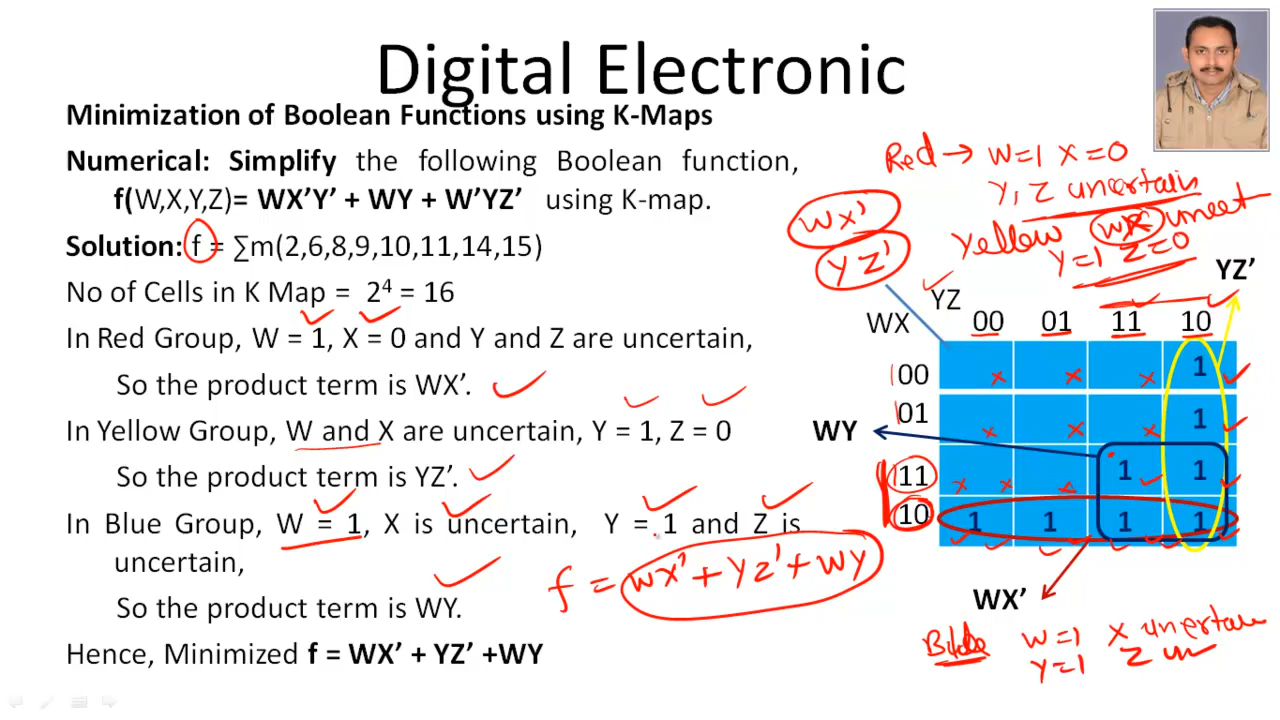 Digital Electronic
Minimization of Boolean Functions using K-Maps
Numerical: Simplify the following Boolean function,
f(W,X,Y,Z)= WX’Y’ + WY + W’YZ’ using K-map.
Solution: f = ∑m(2,6,8,9,10,11,14,15)
No of Cells in K Map = 2⁴ = 16
In Red Group, W = 1, X = 0 and Y and Z are uncertain,
So the product term is WX’.
In Yellow Group, W and X are uncertain, Y = 1, Z = 0
So the product term is YZ’.
In Blue Group, W = 1, X is uncertain, Y = 1 and Z is
uncertain,
So the product term is WY.
Hence, Minimized f = WX’ + YZ’ +WY
f = WX' + YZ' + WY
Red → W=1 X=0
Y, Z uncertain
WX'
YZ'
Yellow WX
Y=1 Z=0
YZ’
YZ
WX 00 01 11 10
00 1
01 1
WY
11 1 1
10 1 1 1 1
WX’
W=1 X
Y=1 Z un